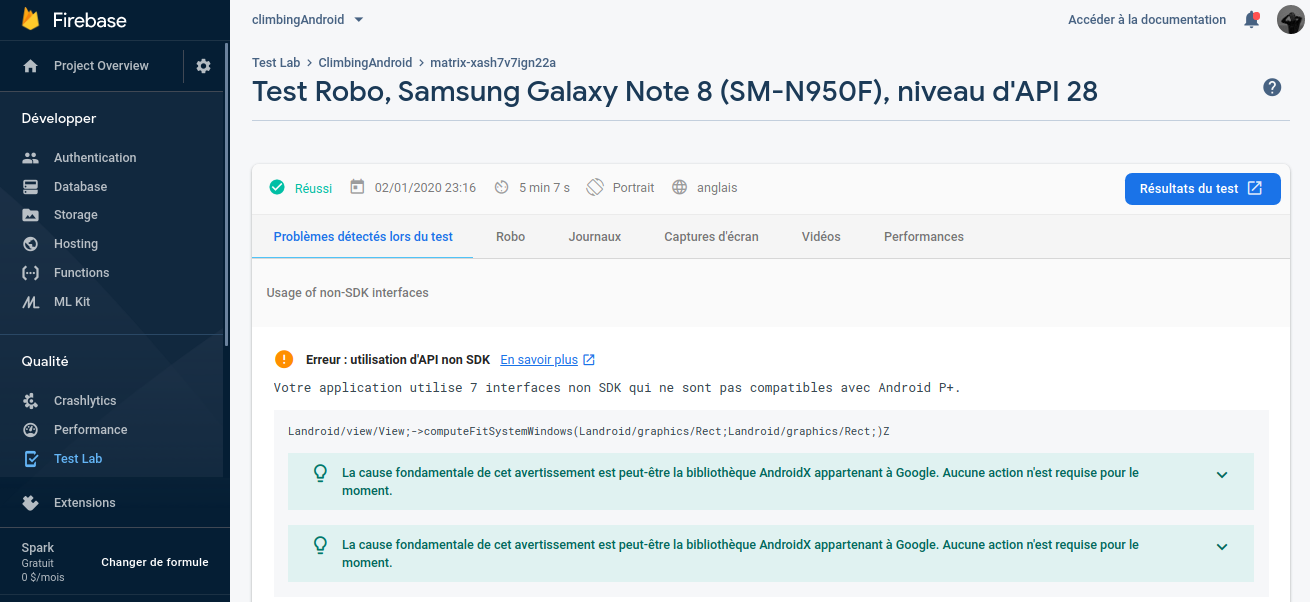 Firebase
climbingAndroid
Accéder à la documentation
Project Overview
Développer
Authentication
Database
Storage
Hosting
Functions
ML Kit
Qualité
Crashlytics
Performance
Test Lab
Extensions
Spark
Gratuit
0 $/mois
Changer de formule
Test Lab > ClimbingAndroid > matrix-xash7v7ign22a
Test Robo, Samsung Galaxy Note 8 (SM-N950F), niveau d'API 28
?
Réussi 02/01/2020 23:16 5 min 7 s Portrait anglais
Résultats du test
Problèmes détectés lors du test Robo Journaux Captures d'écran Vidéos Performances
Usage of non-SDK interfaces
! Erreur : utilisation d'API non SDK En savoir plus
Votre application utilise 7 interfaces non SDK qui ne sont pas compatibles avec Android P+.
Landroid/view/View;->computeFitSystemWindows(Landroid/graphics/Rect;Landroid/graphics/Rect;)Z
La cause fondamentale de cet avertissement est peut-être la bibliothèque AndroidX appartenant à Google. Aucune action n'est requise pour le
moment.
La cause fondamentale de cet avertissement est peut-être la bibliothèque AndroidX appartenant à Google. Aucune action n'est requise pour le
moment.